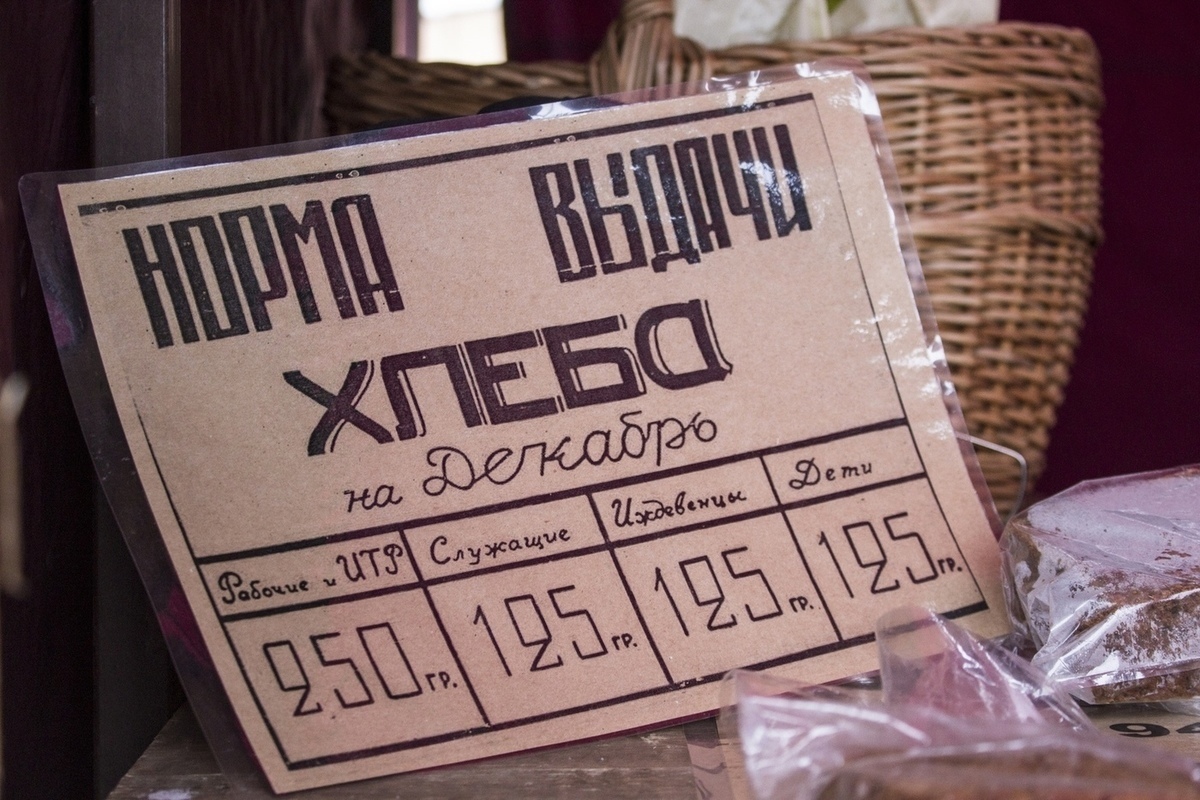 НОРМА ВЫДАЧИ
ХЛЕБА
на Декабрь
Рабочие и ИТР Служащие Иждевенцы Дети
250 гр. 125 гр. 125 гр. 125 гр.